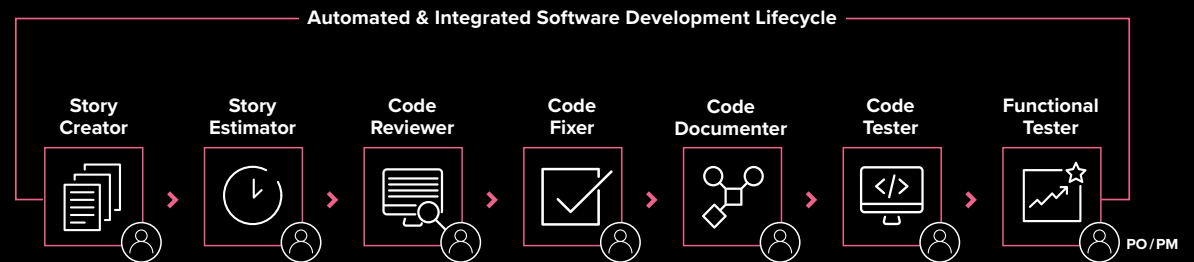 Automated & Integrated Software Development Lifecycle
Story
Creator
Story
Estimator
Code
Reviewer
Code
Fixer
Code
Documenter
Code
Tester
Functional
Tester
</>
PO/PM